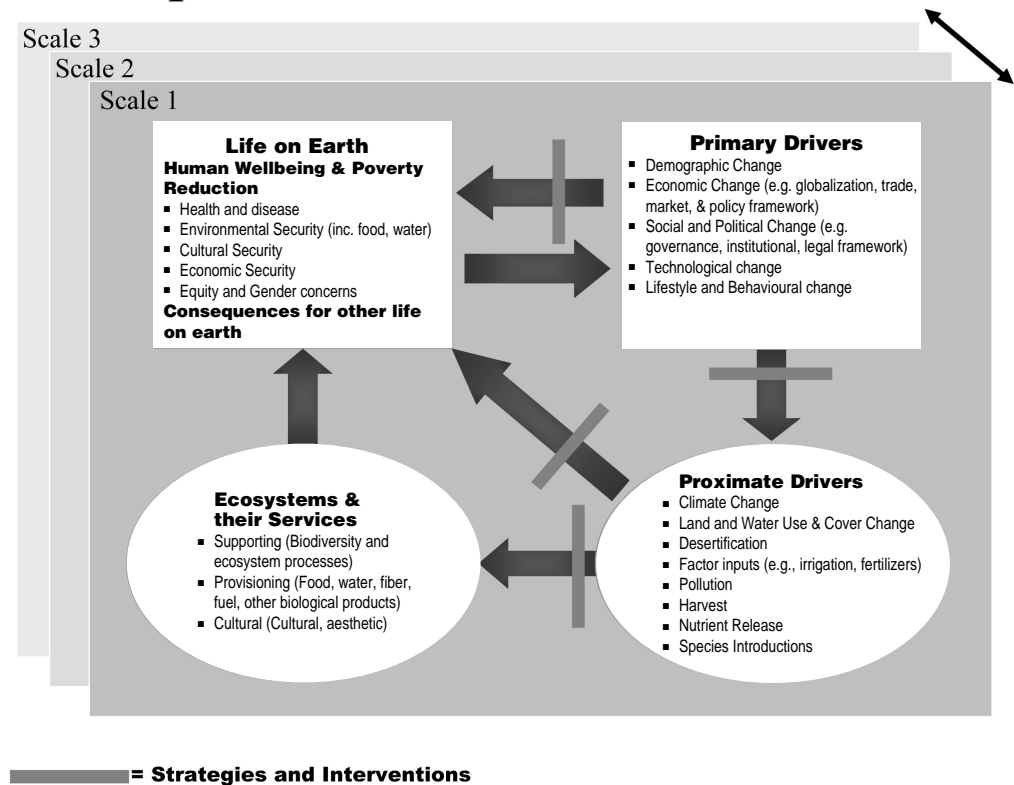 Scale 3
Scale 2
Scale 1
Life on Earth
Human Wellbeing & Poverty
Reduction
▪ Health and disease
▪ Environmental Security (inc. food, water)
▪ Cultural Security
▪ Economic Security
▪ Equity and Gender concerns
Consequences for other life
on earth
Primary Drivers
▪ Demographic Change
▪ Economic Change (e.g. globalization, trade,
market, & policy framework)
▪ Social and Political Change (e.g.
governance, institutional, legal framework)
▪ Technological change
▪ Lifestyle and Behavioural change
Ecosystems &
their Services
▪ Supporting (Biodiversity and
ecosystem processes)
▪ Provisioning (Food, water, fiber,
fuel, other biological products)
▪ Cultural (Cultural, aesthetic)
Proximate Drivers
▪ Climate Change
▪ Land and Water Use & Cover Change
▪ Desertification
▪ Factor inputs (e.g., irrigation, fertilizers)
▪ Pollution
▪ Harvest
▪ Nutrient Release
▪ Species Introductions
= Strategies and Interventions